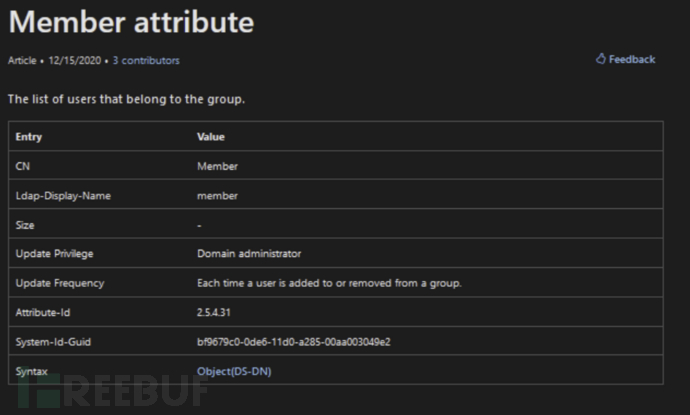 Member attribute
Article • 12/15/2020 • 3 contributors
Feedback
The list of users that belong to the group.
Entry Value
CN Member
Ldap-Display-Name member
Size -
Update Privilege Domain administrator
Update Frequency Each time a user is added to or removed from a group.
Attribute-Id 2.5.4.31
System-Id-Guid bf9679c0-0de6-11d0-a285-00aa003049e2
Syntax Object(DS-DN)
FREEBUF